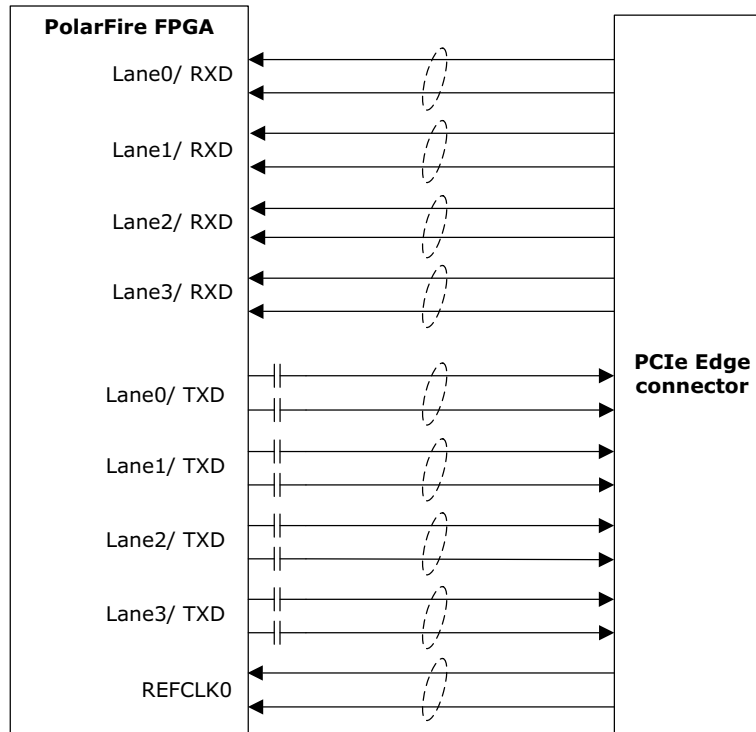 PolarFire FPGA
Lane0/ RXD
Lane1/ RXD
Lane2/ RXD
Lane3/ RXD
Lane0/ TXD
Lane1/ TXD
Lane2/ TXD
Lane3/ TXD
REFCLK0
PCIe Edge
connector